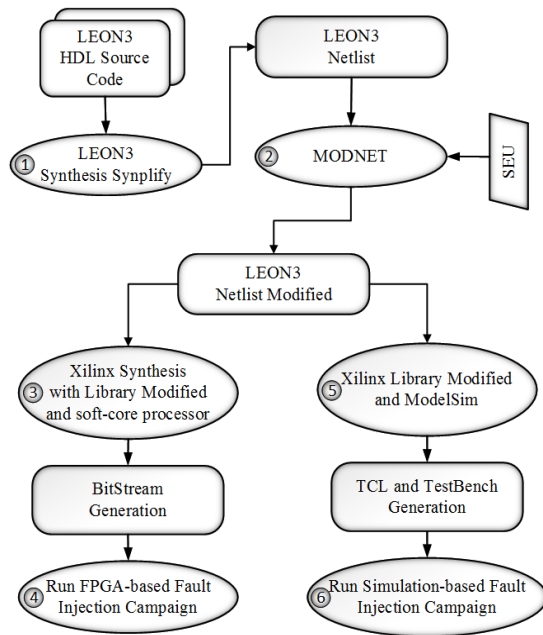 LEON3
HDL Source
Code
LEON3
Netlist
1
LEON3
Synthesis Synplify
2
MODNET
SEU
LEON3
Netlist Modified
3
Xilinx Synthesis
with Library Modified
and soft-core processor
5
Xilinx Library Modified
and ModelSim
BitStream
Generation
TCL and TestBench
Generation
4
Run FPGA-based Fault
Injection Campaign
6
Run Simulation-based Fault
Injection Campaign